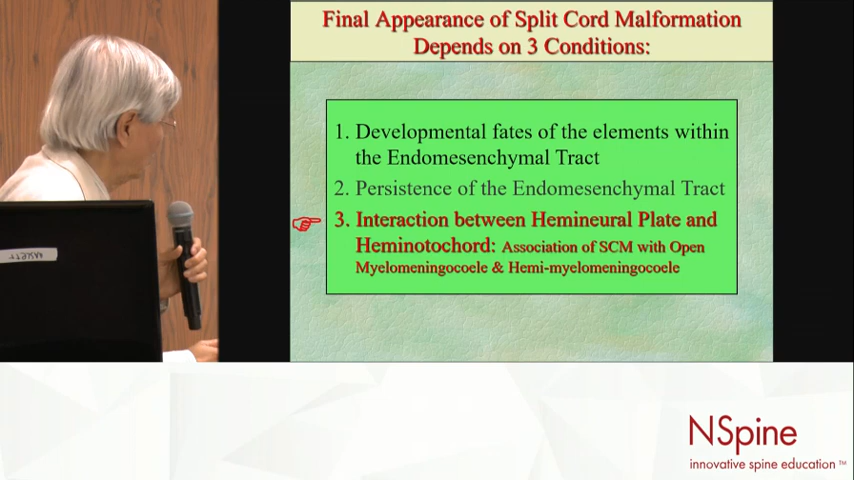 Final Appearance of Split Cord Malformation
Depends on 3 Conditions:
1. Developmental fates of the elements within
the Endomesenchymal Tract
2. Persistence of the Endomesenchymal Tract
3. Interaction between Hemineural Plate and
Heminotochord: Association of SCM with Open
Myelomeningocoele & Hemi-myelomeningocoele
NSpine
innovative spine education ™